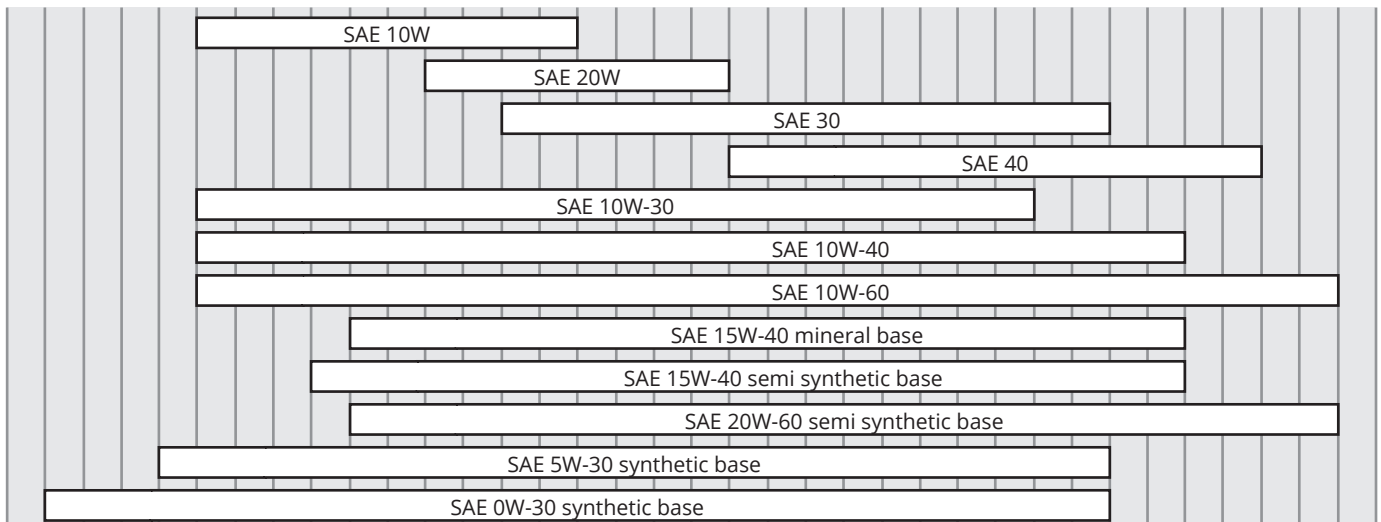 SAE 10W
SAE 20W
SAE 30
SAE 40
SAE 10W-30
SAE 10W-40
SAE 10W-60
SAE 15W-40 mineral base
SAE 15W-40 semi synthetic base
SAE 20W-60 semi synthetic base
SAE 5W-30 synthetic base
SAE 0W-30 synthetic base